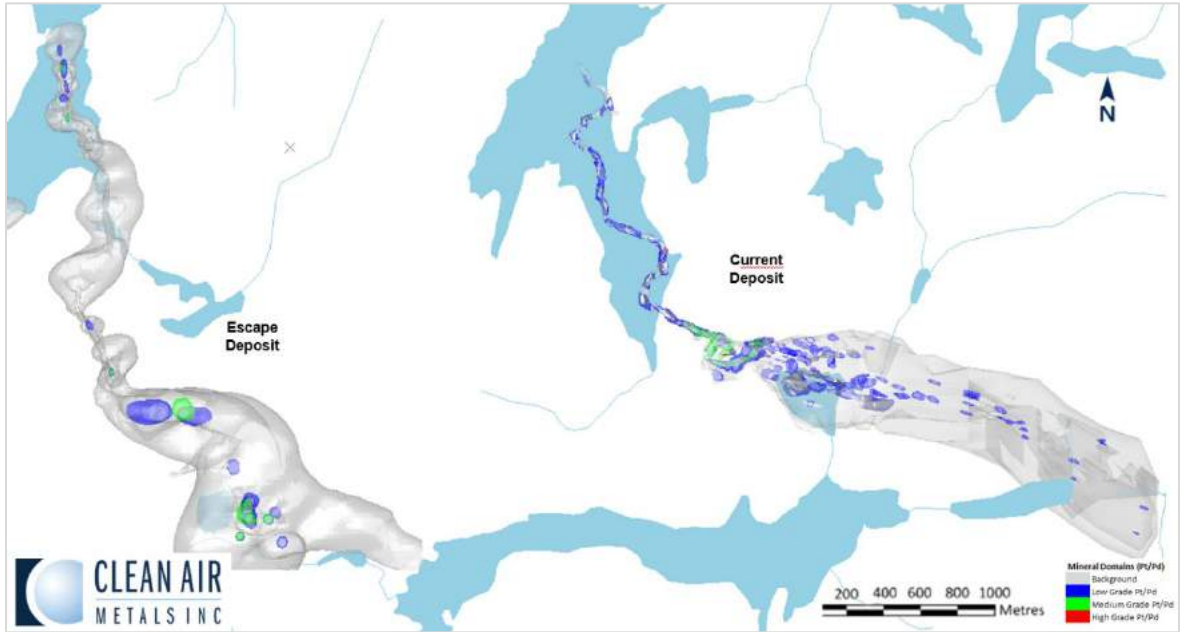 N
Current
Deposit
Escape
Deposit
CLEAN AIR
METALS INC
200 400 600 800 1000
Metres
Mineral Domains (Pt/Pd)
Background
Low Grade Pt/Pd
Medium Grade Pt/Pd
High Grade Pt/Pd